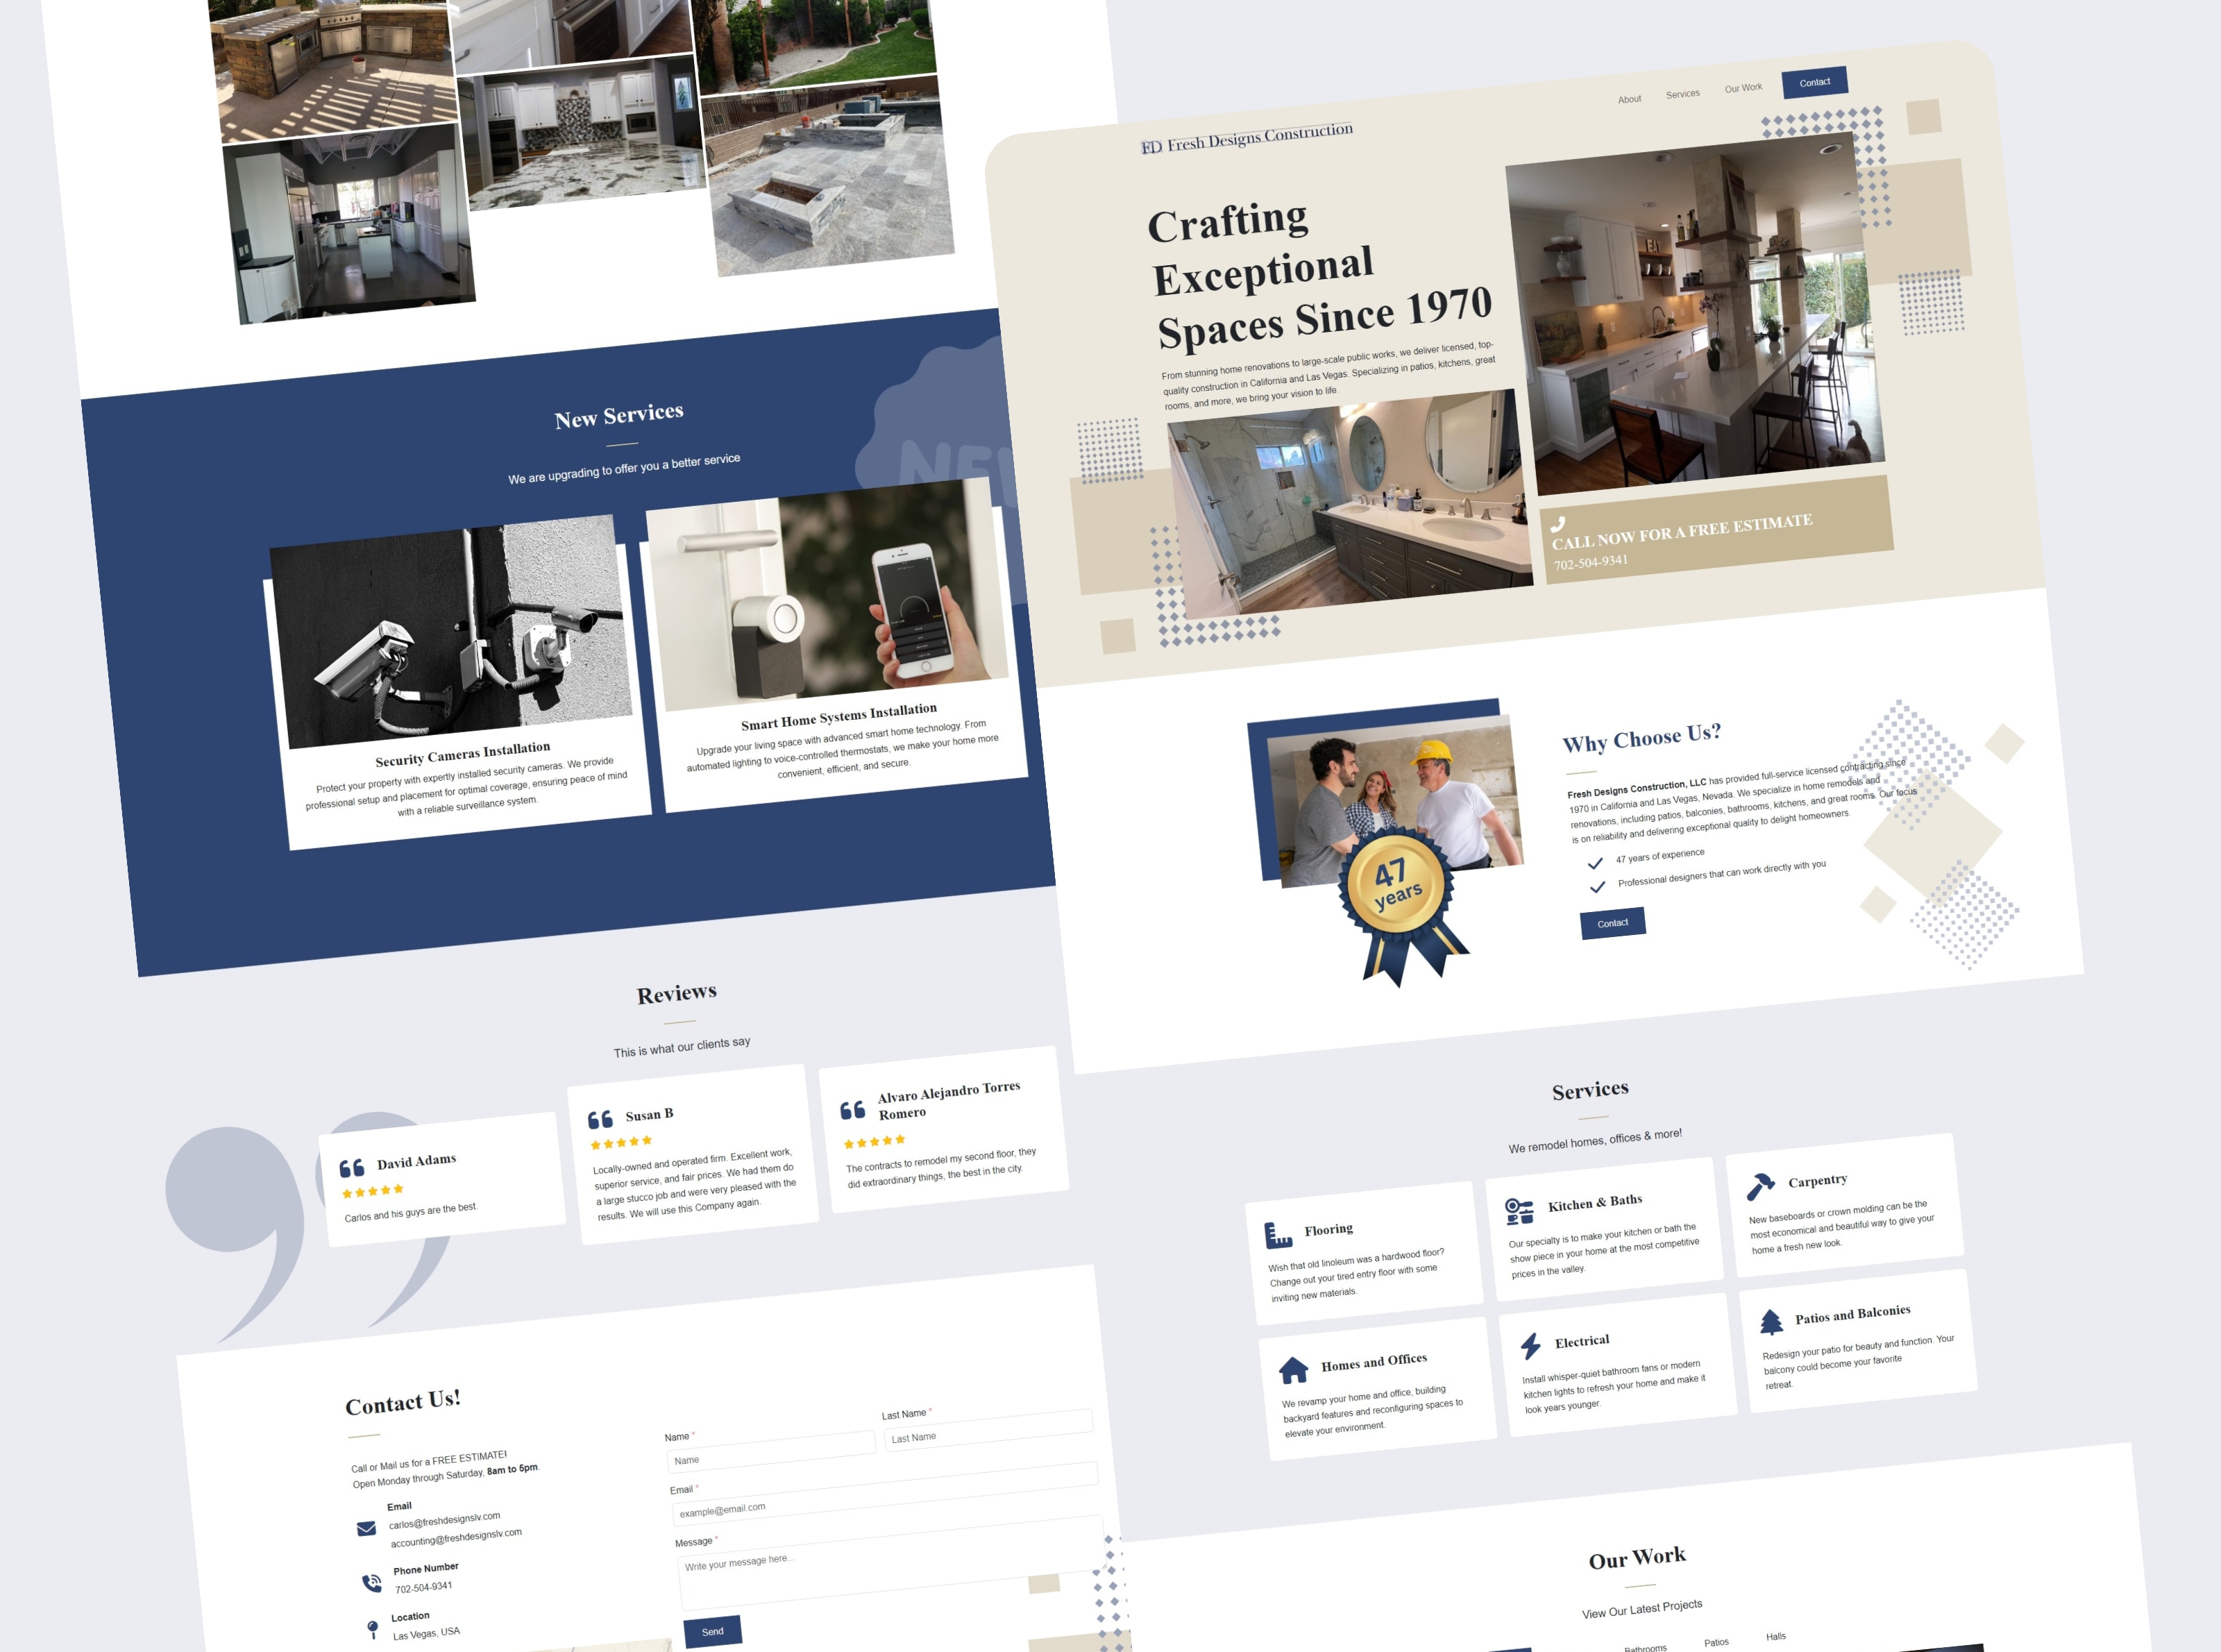 New Services
We are upgrading to offer you a better service
Security Cameras Installation
Protect your property with expertly installed security cameras. We provide
professional setup and placement for optimal coverage, ensuring peace of mind
with a reliable surveillance system.
Smart Home Systems Installation
Upgrade your living space with advanced smart home technology. From
automated lighting to voice-controlled thermostats, we make your home more
convenient, efficient, and secure.
Reviews
This is what our clients say
David Adams
Carlos and his guys are the best.
Susan B
Locally-owned and operated firm. Excellent work,
superior service, and fair prices. We had them do
a large stucco job and were very pleased with the
results. We will use this Company again.
Alvaro Alejandro Torres
Romero
The contracts to remodel my second floor, they
did extraordinary things, the best in the city.
Contact Us!
Call or Mail us for a FREE ESTIMATE!
Open Monday through Saturday, 8am to 5pm.
Email
carlos@freshdesignslv.com
accounting@freshdesignslv.com
Phone Number
702-504-9341
Location
Las Vegas, USA
Name *
Name
Last Name *
Last Name
Email *
example@email.com
Message *
Write your message here...
Send
About
Services
Our Work
Contact
FD Fresh Designs Construction
Crafting
Exceptional
Spaces Since 1970
From stunning home renovations to large-scale public works, we deliver licensed, top-
quality construction in California and Las Vegas. Specializing in patios, kitchens, great
rooms, and more, we bring your vision to life.
CALL NOW FOR A FREE ESTIMATE
702-504-9341
47
years
Why Choose Us?
Fresh Designs Construction, LLC has provided full-service licensed contracting since
1970 in California and Las Vegas, Nevada. We specialize in home remodels and
renovations, including patios, balconies, bathrooms, kitchens, and great rooms. Our focus
is on reliability and delivering exceptional quality to delight homeowners.
47 years of experience
Professional designers that can work directly with you
Contact
Services
We remodel homes, offices & more!
Flooring
Wish that old linoleum was a hardwood floor?
Change out your tired entry floor with some
inviting new materials.
Kitchen & Baths
Our specialty is to make your kitchen or bath the
show piece in your home at the most competitive
prices in the valley.
Carpentry
New baseboards or crown molding can be the
most economical and beautiful way to give your
home a fresh new look.
Homes and Offices
We revamp your home and office, building
backyard features and reconfiguring spaces to
elevate your environment.
Electrical
Install whisper-quiet bathroom fans or modern
kitchen lights to refresh your home and make it
look years younger.
Patios and Balconies
Redesign your patio for beauty and function. Your
balcony could become your favorite
retreat.
Our Work
View Our Latest Projects
Bathrooms
Patios
Halls